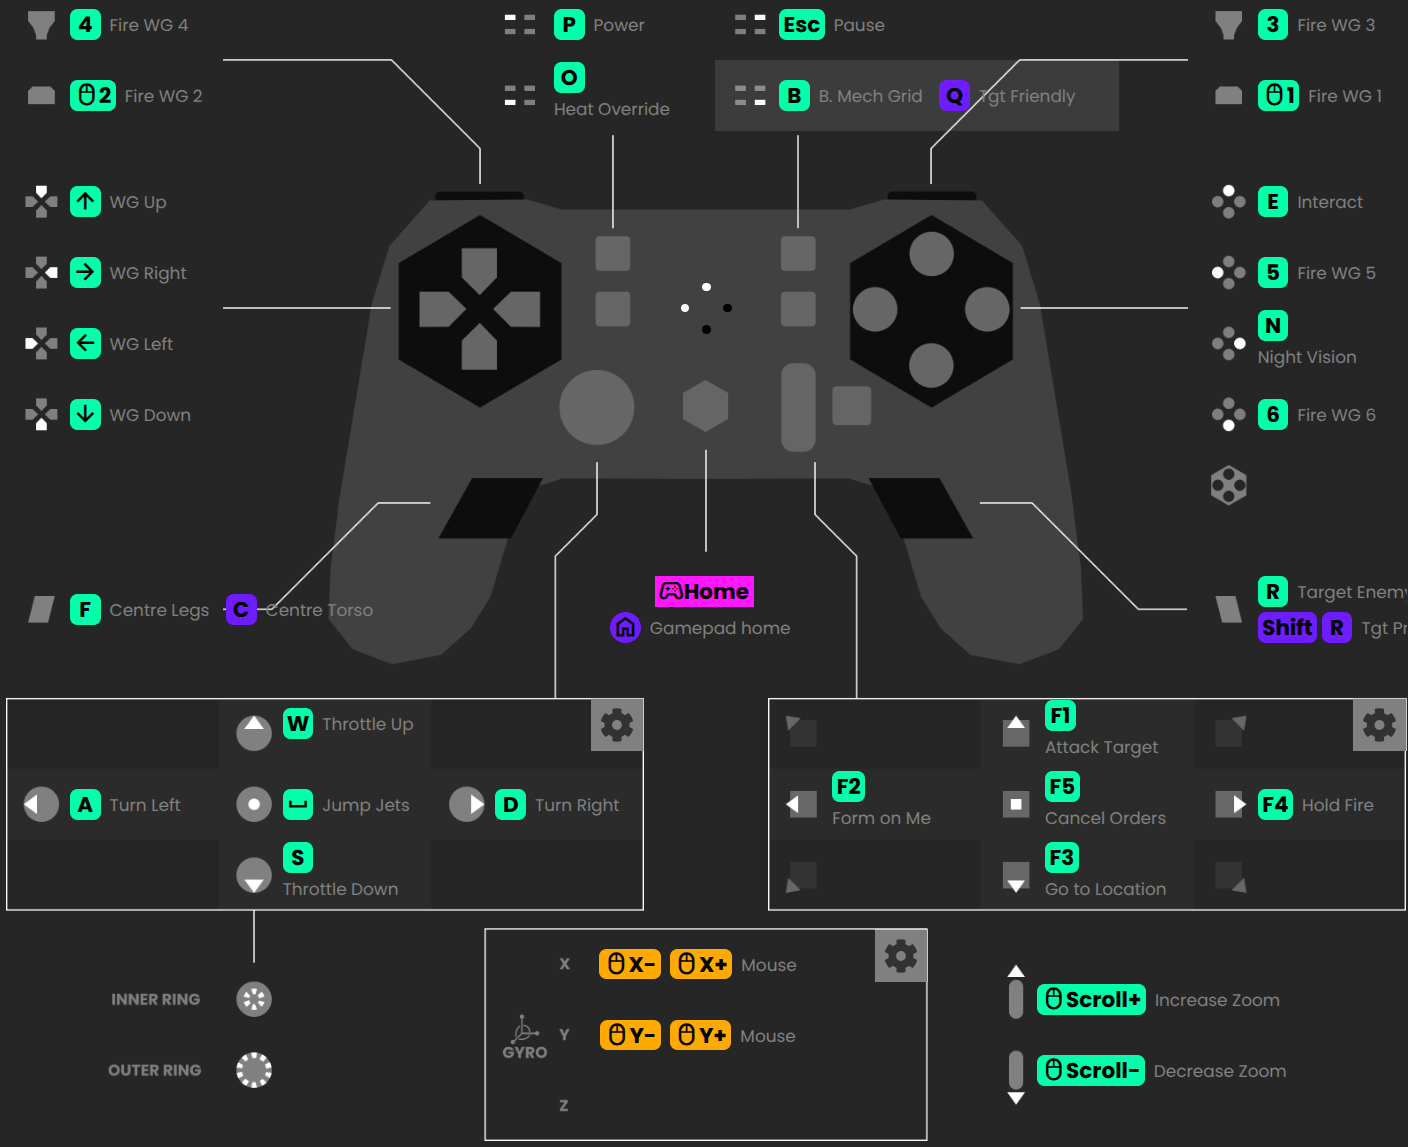 4 Fire WG 4
P Power
Esc Pause
3 Fire WG 3
2 Fire WG 2
O
Heat Override
B B. Mech Grid Q Tgt Friendly
1 Fire WG 1
↑ WG Up
E Interact
→ WG Right
5 Fire WG 5
← WG Left
N
Night Vision
↓ WG Down
6 Fire WG 6
F Centre Legs C Centre Torso
Home
Gamepad home
R Target Enemy
Shift R Tgt Pr
W Throttle Up
A Turn Left
Jump Jets
D Turn Right
S
Throttle Down
F1
Attack Target
F2
Form on Me
F5
Cancel Orders
F4 Hold Fire
F3
Go to Location
INNER RING
OUTER RING
X X- X+ Mouse
GYRO
Y Y- Y+ Mouse
Z
Scroll+ Increase Zoom
Scroll- Decrease Zoom